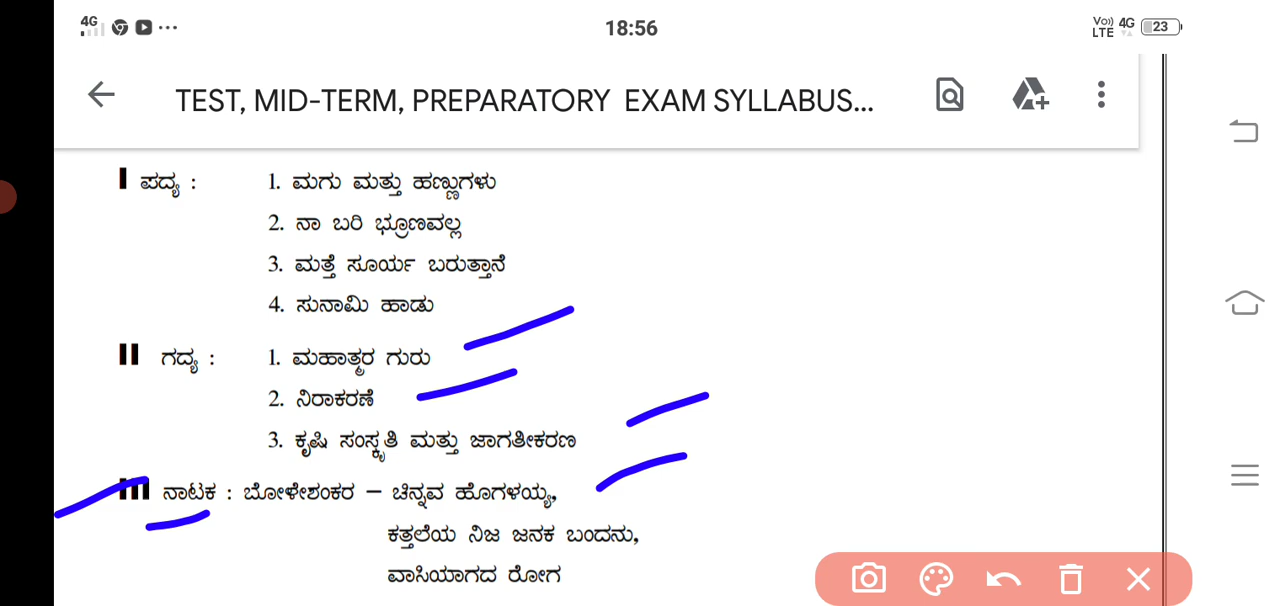 4G 18:56 Vo) LTE 4G 23
TEST, MID-TERM, PREPARATORY EXAM SYLLABUS...
I ಪದ್ಯ : 1. ಮಗು ಮತ್ತು ಹಣ್ಣುಗಳು
2. ನಾ ಬರಿ ಭ್ರೂಣವಲ್ಲ
3. ಮತ್ತೆ ಸೂರ್ಯ ಬರುತ್ತಾನೆ
4. ಸುನಾಮಿ ಹಾಡು
II ಗದ್ಯ : 1. ಮಹಾತ್ಮರ ಗುರು
2. ನಿರಾಕರಣೆ
3. ಕೃಷಿ ಸಂಸ್ಕೃತಿ ಮತ್ತು ಜಾಗತೀಕರಣ
III ನಾಟಕ : ಬೋಳೇಶಂಕರ – ಚಿನ್ನವ ಹೊಗಳಯ್ಯ,
ಕತ್ತಲೆಯ ನಿಜ ಜನಕ ಬಂದನು,
ವಾಸಿಯಾಗದ ರೋಗ